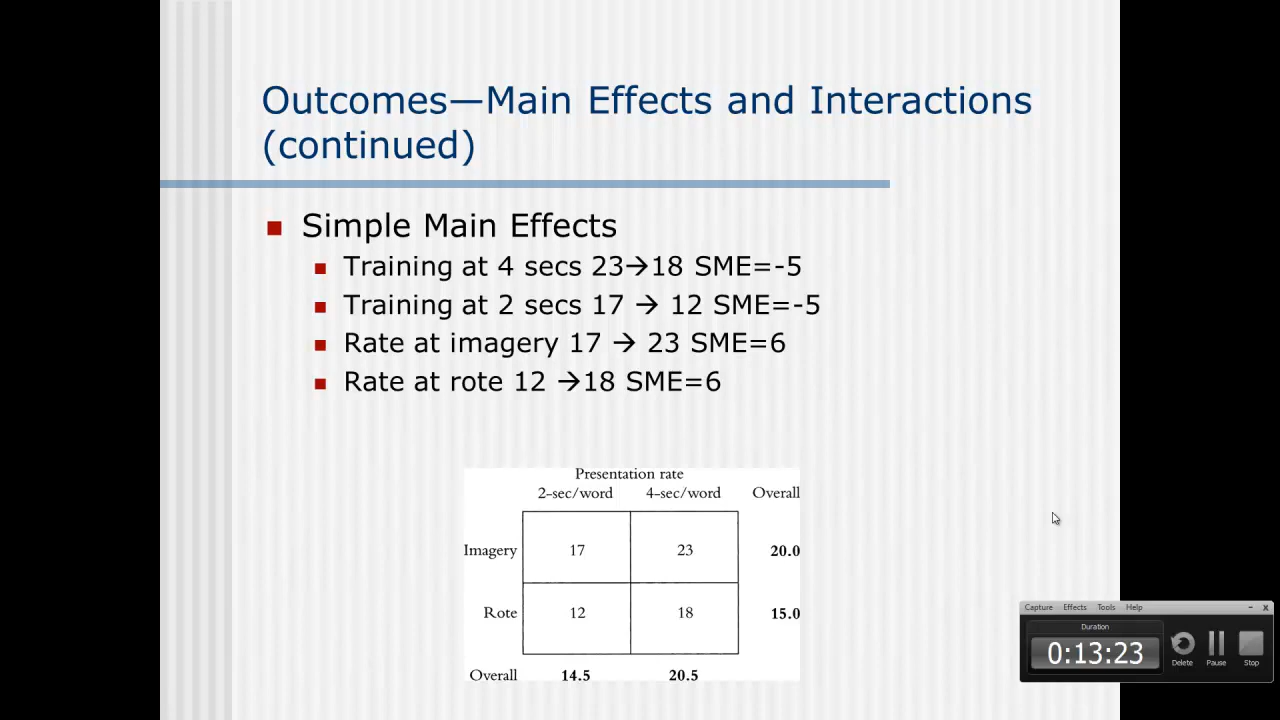 Outcomes—Main Effects and Interactions
(continued)
Simple Main Effects
Training at 4 secs 23→18 SME=-5
Training at 2 secs 17 → 12 SME=-5
Rate at imagery 17 → 23 SME=6
Rate at rote 12 →18 SME=6
Presentation rate
2-sec/word 4-sec/word Overall
Imagery 17 23 20.0
Rote 12 18 15.0
Overall 14.5 20.5
Capture Effects Tools Help
Duration
0:13:23
Delete Pause Stop